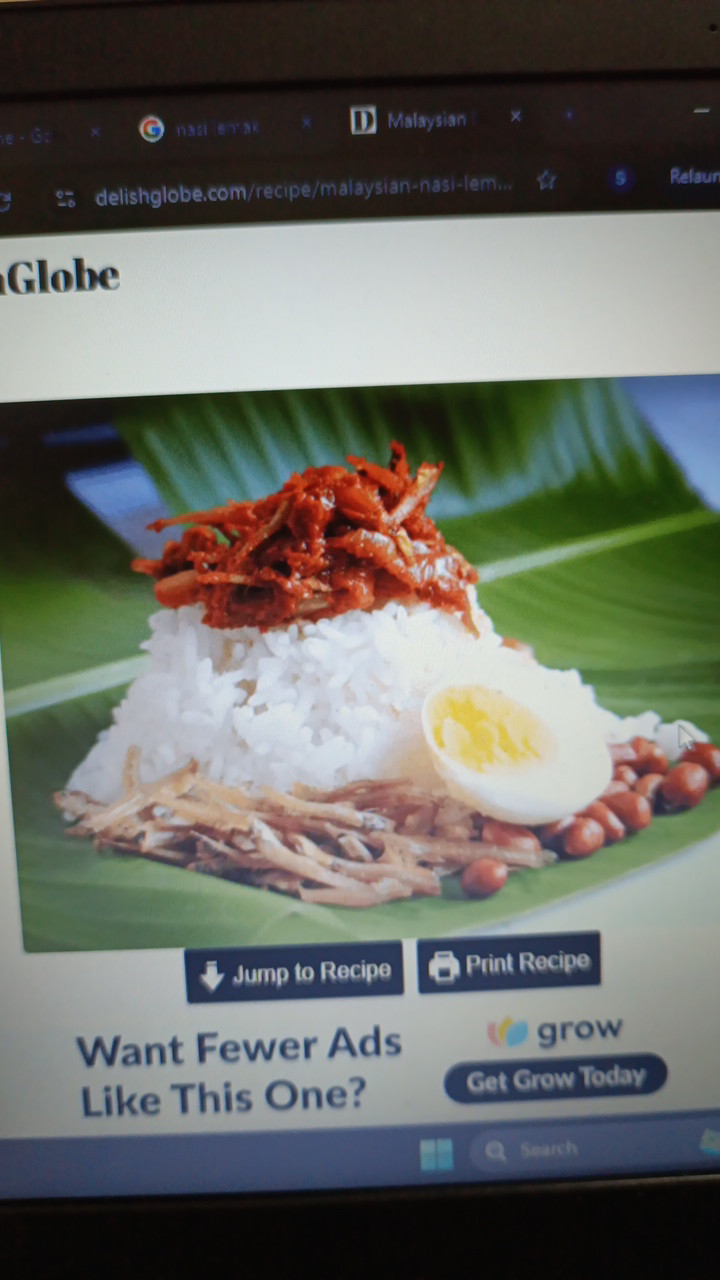 nasi lemak
Malaysian
delishglobe.com/recipe/malaysian-nasi-lem...
S
Relaun
Globe
Jump to Recipe
Print Recipe
Want Fewer Ads
Like This One?
grow
Get Grow Today
Search